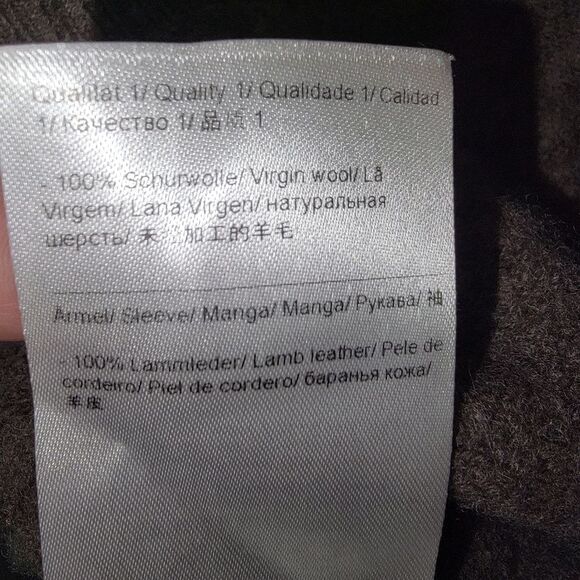 Qualität 1/ Quality 1/ Qualidade 1/ Calidad
1/ Качество 1/ 品质 1
- 100% Schurwolle/ Virgin wool/ Lã
Virgem/ Lana Virgen/ натуральная
шерсть/ 未经加工的羊毛
Ärmel/ Sleeve/ Manga/ Manga/ Рукава/ 袖
- 100% Lammleder/ Lamb leather/ Pele de
cordeiro/ Piel de cordero/ баранья кожа/
羊皮